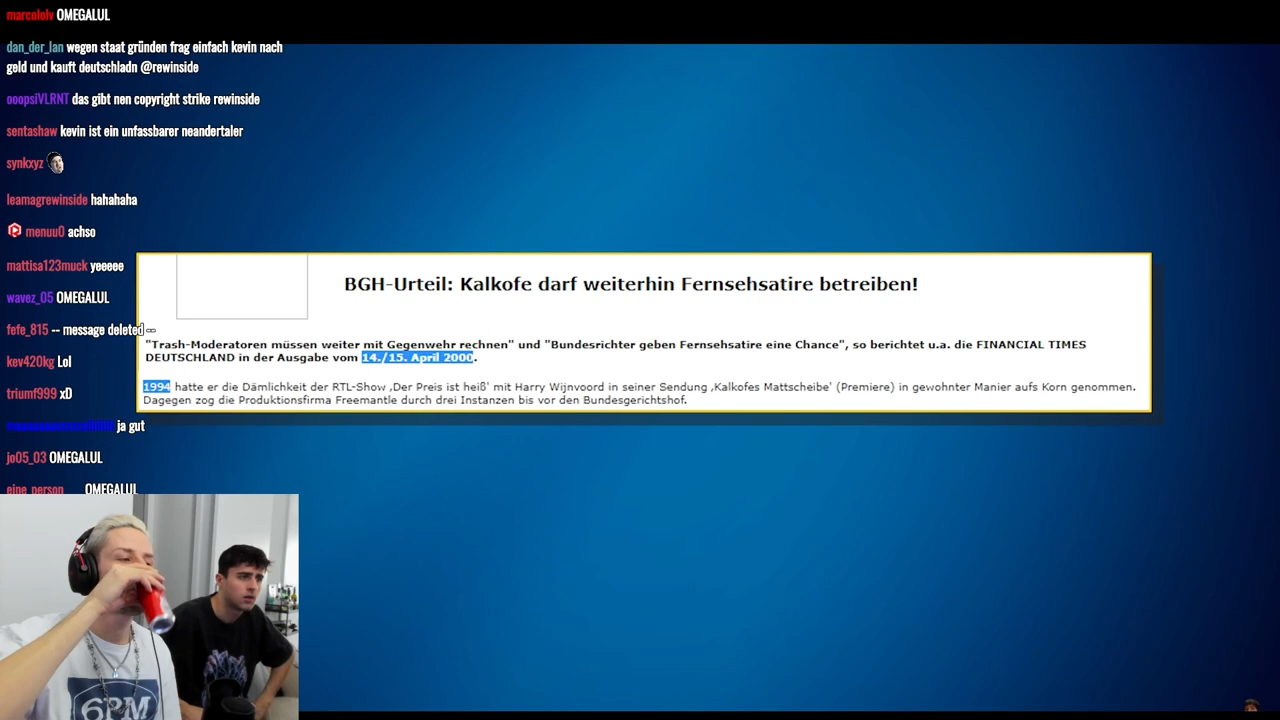 marcololv OMEGALUL
dan_der_lan wegen staat gründen frag einfach kevin nach
geld und kauft deutschladn @rewinside
ooopsiVLRNT das gibt nen copyright strike rewinside
sentashaw kevin ist ein unfassbarer neandertaler
synkxyz
leamagrewinside hahahaha
menuu0 achso
mattisa123muck yeeeee
wavez_05 OMEGALUL
fefe_815 -- message deleted --
kev420kg Lol
triumf999 xD
ja gut
jo05_03 OMEGALUL
eine_person___ OMEGALUL
BGH-Urteil: Kalkofe darf weiterhin Fernsehsatire betreiben!
"Trash-Moderatoren müssen weiter mit Gegenwehr rechnen" und "Bundesrichter geben Fernsehsatire eine Chance", so berichtet u.a. die FINANCIAL TIMES
DEUTSCHLAND in der Ausgabe vom 14./15. April 2000.
1994 hatte er die Dämlichkeit der RTL-Show ‚Der Preis ist heiß' mit Harry Wijnvoord in seiner Sendung ‚Kalkofes Mattscheibe' (Premiere) in gewohnter Manier aufs Korn genommen.
Dagegen zog die Produktionsfirma Freemantle durch drei Instanzen bis vor den Bundesgerichtshof.
6PM